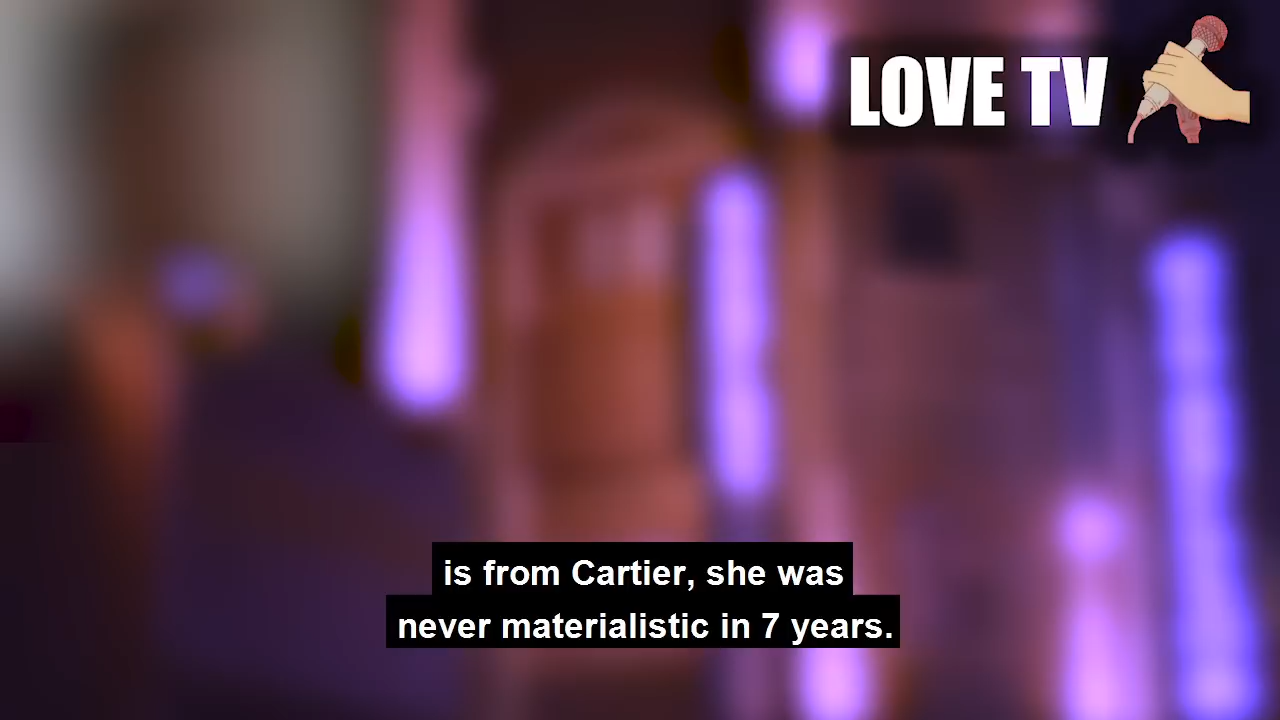 LOVE TV
is from Cartier, she was
never materialistic in 7 years.